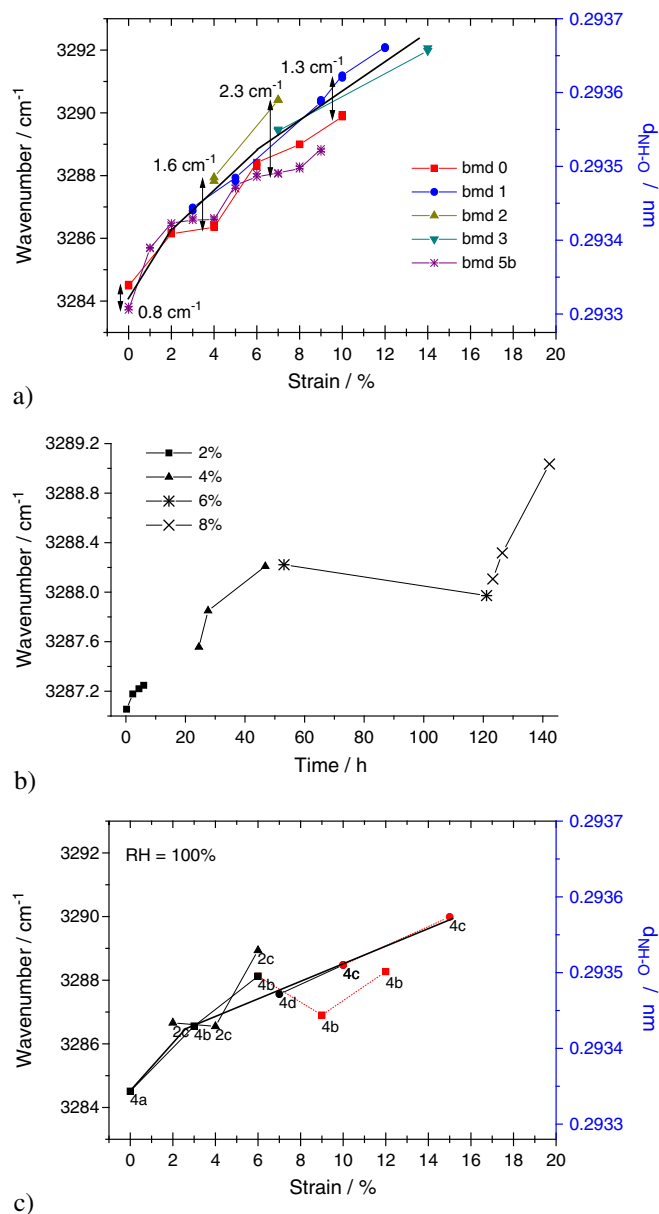 3292
3290
3288
3286
3284
Wavenumber / cm-1
0.2937
0.2936
0.2935
0.2934
0.2933
dNH-O / nm
1.3 cm-1
2.3 cm-1
1.6 cm-1
0.8 cm-1
bmd 0
bmd 1
bmd 2
bmd 3
bmd 5b
0 2 4 6 8 10 12 14 16 18 20
Strain / %
a)
3289.2
3288.8
3288.4
3288.0
3287.6
3287.2
Wavenumber / cm-1
2%
4%
6%
8%
0 20 40 60 80 100 120 140
Time / h
b)
3292
3290
3288
3286
3284
Wavenumber / cm-1
0.2937
0.2936
0.2935
0.2934
0.2933
dNH-O / nm
RH = 100%
4c
2c
4b
4c
4d
4b
4b
2c
4b
2c
4a
0 2 4 6 8 10 12 14 16 18 20
Strain / %
c)